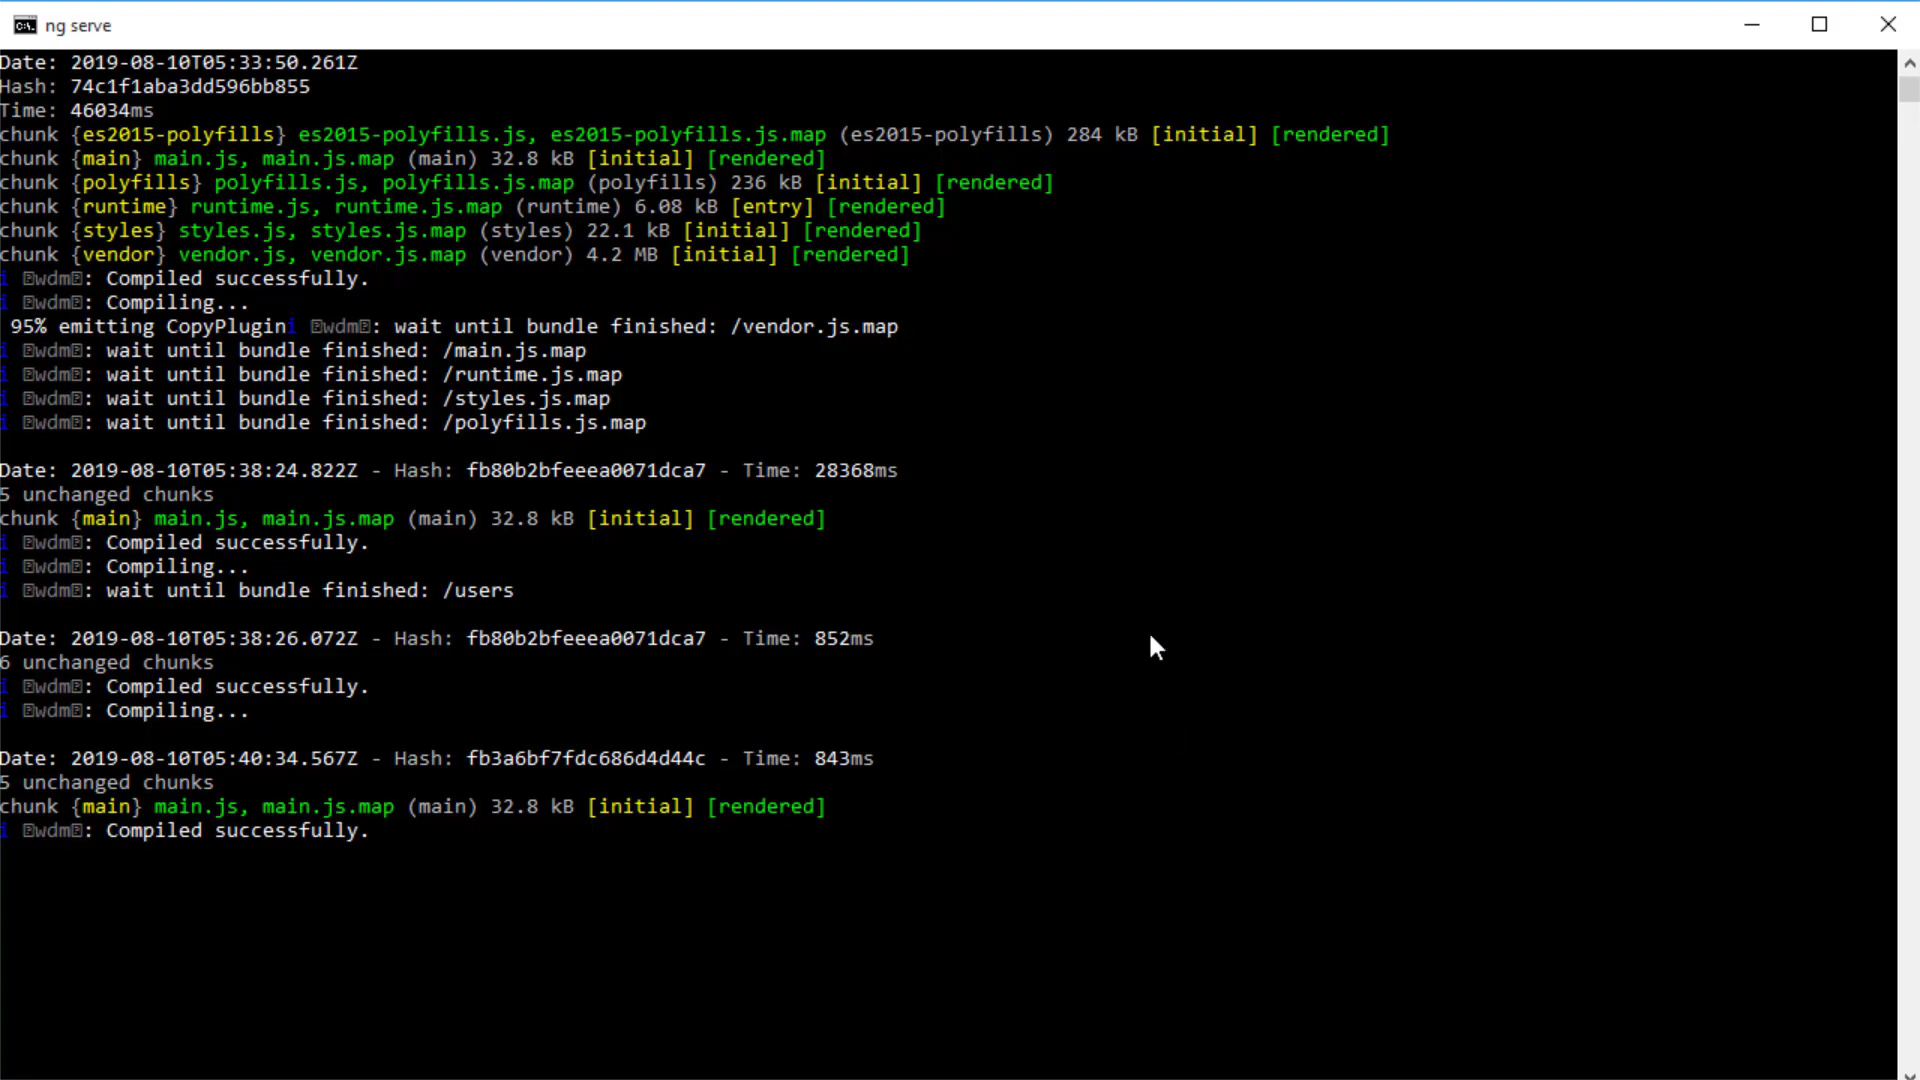 ng serve
Date: 2019-08-10T05:33:50.261Z
Hash: 74c1f1aba3dd596bb855
Time: 46034ms
chunk {es2015-polyfills} es2015-polyfills.js, es2015-polyfills.js.map (es2015-polyfills) 284 kB [initial] [rendered]
chunk {main} main.js, main.js.map (main) 32.8 kB [initial] [rendered]
chunk {polyfills} polyfills.js, polyfills.js.map (polyfills) 236 kB [initial] [rendered]
chunk {runtime} runtime.js, runtime.js.map (runtime) 6.08 kB [entry] [rendered]
chunk {styles} styles.js, styles.js.map (styles) 22.1 kB [initial] [rendered]
chunk {vendor} vendor.js, vendor.js.map (vendor) 4.2 MB [initial] [rendered]
i wdm: Compiled successfully.
i wdm: Compiling...
95% emitting CopyPlugini wdm: wait until bundle finished: /vendor.js.map
i wdm: wait until bundle finished: /main.js.map
i wdm: wait until bundle finished: /runtime.js.map
i wdm: wait until bundle finished: /styles.js.map
i wdm: wait until bundle finished: /polyfills.js.map
Date: 2019-08-10T05:38:24.822Z - Hash: fb80b2bfeeea0071dca7 - Time: 28368ms
5 unchanged chunks
chunk {main} main.js, main.js.map (main) 32.8 kB [initial] [rendered]
i wdm: Compiled successfully.
i wdm: Compiling...
i wdm: wait until bundle finished: /users
Date: 2019-08-10T05:38:26.072Z - Hash: fb80b2bfeeea0071dca7 - Time: 852ms
6 unchanged chunks
i wdm: Compiled successfully.
i wdm: Compiling...
Date: 2019-08-10T05:40:34.567Z - Hash: fb3a6bf7fdc686d4d44c - Time: 843ms
5 unchanged chunks
chunk {main} main.js, main.js.map (main) 32.8 kB [initial] [rendered]
i wdm: Compiled successfully.